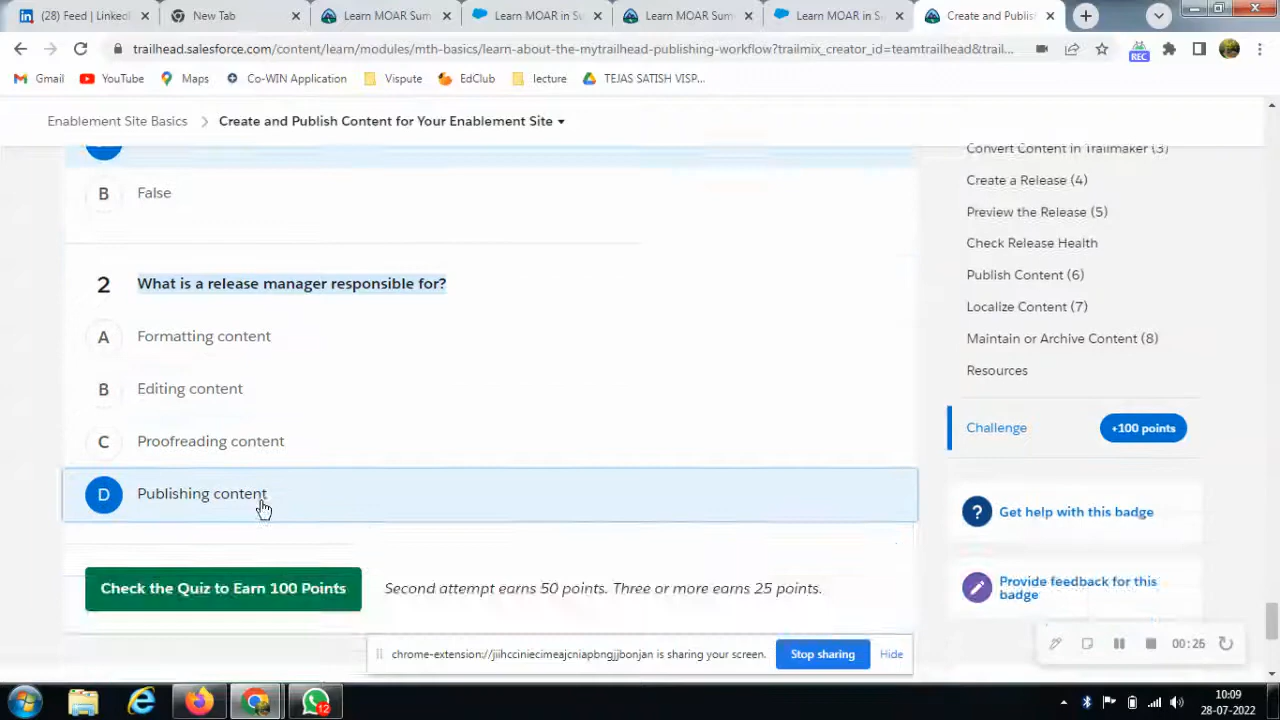 (28) Feed | LinkedI
New Tab
Learn MOAR Sum
Learn MOAR in S
Learn MOAR Sum
Learn MOAR in S
Create and Publis
trailhead.salesforce.com/content/learn/modules/mth-basics/learn-about-the-mytrailhead-publishing-workflow?trailmix_creator_id=teamtrailhead&trail...
REC
Gmail
YouTube
Maps
Co-WIN Application
Vispute
EdClub
lecture
TEJAS SATISH VISP...
Enablement Site Basics
Create and Publish Content for Your Enablement Site
B False
2 What is a release manager responsible for?
A Formatting content
B Editing content
C Proofreading content
D Publishing content
Check the Quiz to Earn 100 Points
Second attempt earns 50 points. Three or more earns 25 points.
Convert Content in Trailmaker (3)
Create a Release (4)
Preview the Release (5)
Check Release Health
Publish Content (6)
Localize Content (7)
Maintain or Archive Content (8)
Resources
Challenge +100 points
? Get help with this badge
Provide feedback for this
badge
00:26
chrome-extension://jiihcciniecimeajcniapbngjjbonjan is sharing your screen.
Stop sharing
Hide
12
10:09
28-07-2022